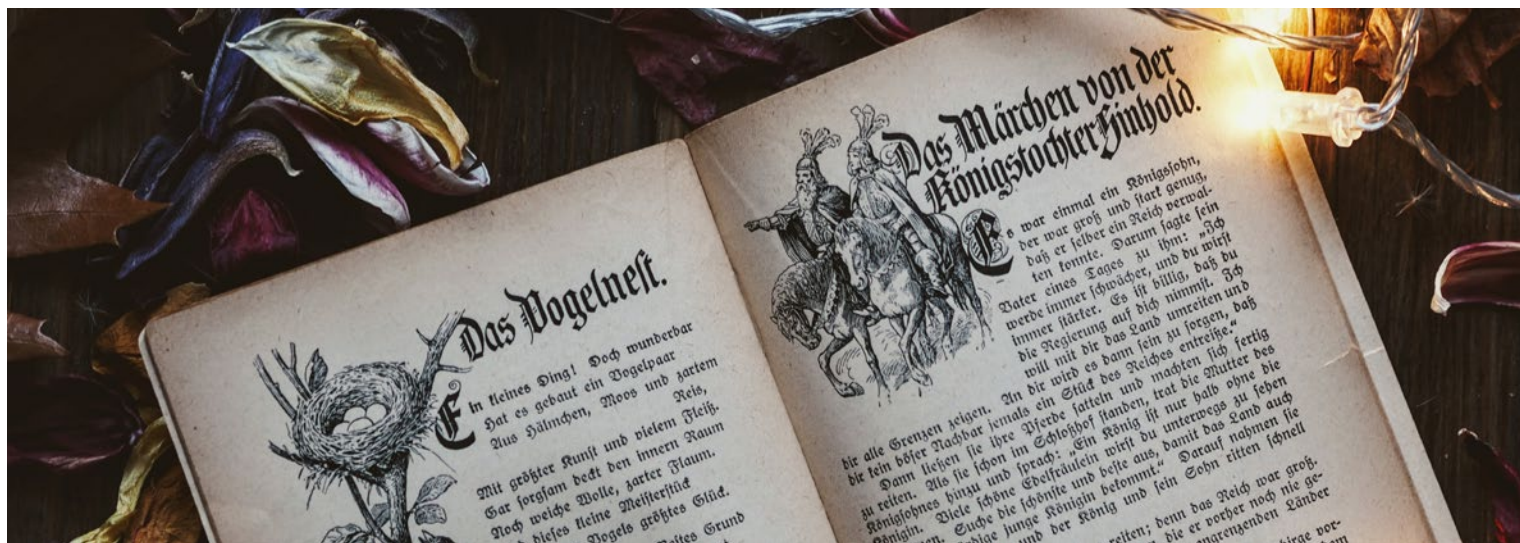 Das Vogelnest.
Ein kleines Ding! Doch wunderbar
Hat es gebaut ein Vogelpaar
Aus Hälmchen, Moos und zartem
Reis,
Mit größter Kunst und vielem Fleiß.
Gar sorgsam deckt den innern Raum
Noch weiche Wolle, zarter Flaum.
dieses kleine Meisterstück
Vogels größtes Glück.
Grund
Das Märchen von der
Königstochter Hinhold.
Es war einmal ein Königssohn,
der war groß und stark genug,
daß er selber ein Reich verwal-
ten konnte. Darum sagte sein
Vater eines Tages zu ihm: „Ich
werde immer schwächer, und du wirst
immer stärker. Es ist billig, daß du
die Regierung auf dich nimmst. Ich
will mit dir das Land umreiten und
dir alle Grenzen zeigen. An dir wird es dann sein zu sorgen, daß
dir kein böser Nachbar jemals ein Stück des Reiches entreiße.“
Dann ließen sie ihre Pferde satteln und machten sich fertig
zu reiten. Als sie schon im Schloßhof standen, trat die Mutter des
Königsohnes hinzu und sprach: „Ein König ist nur halb ohne die
Königin. Viele schöne Edelfräulein wirst du unterwegs zu sehen
Suche die schönste und beste aus, damit das Land auch
junge Königin bekommt.“ Darauf nahmen sie
und der König und sein Sohn ritten schnell
denn das Reich war groß.
die er vorher noch nie ge-
angrenzenden Länder